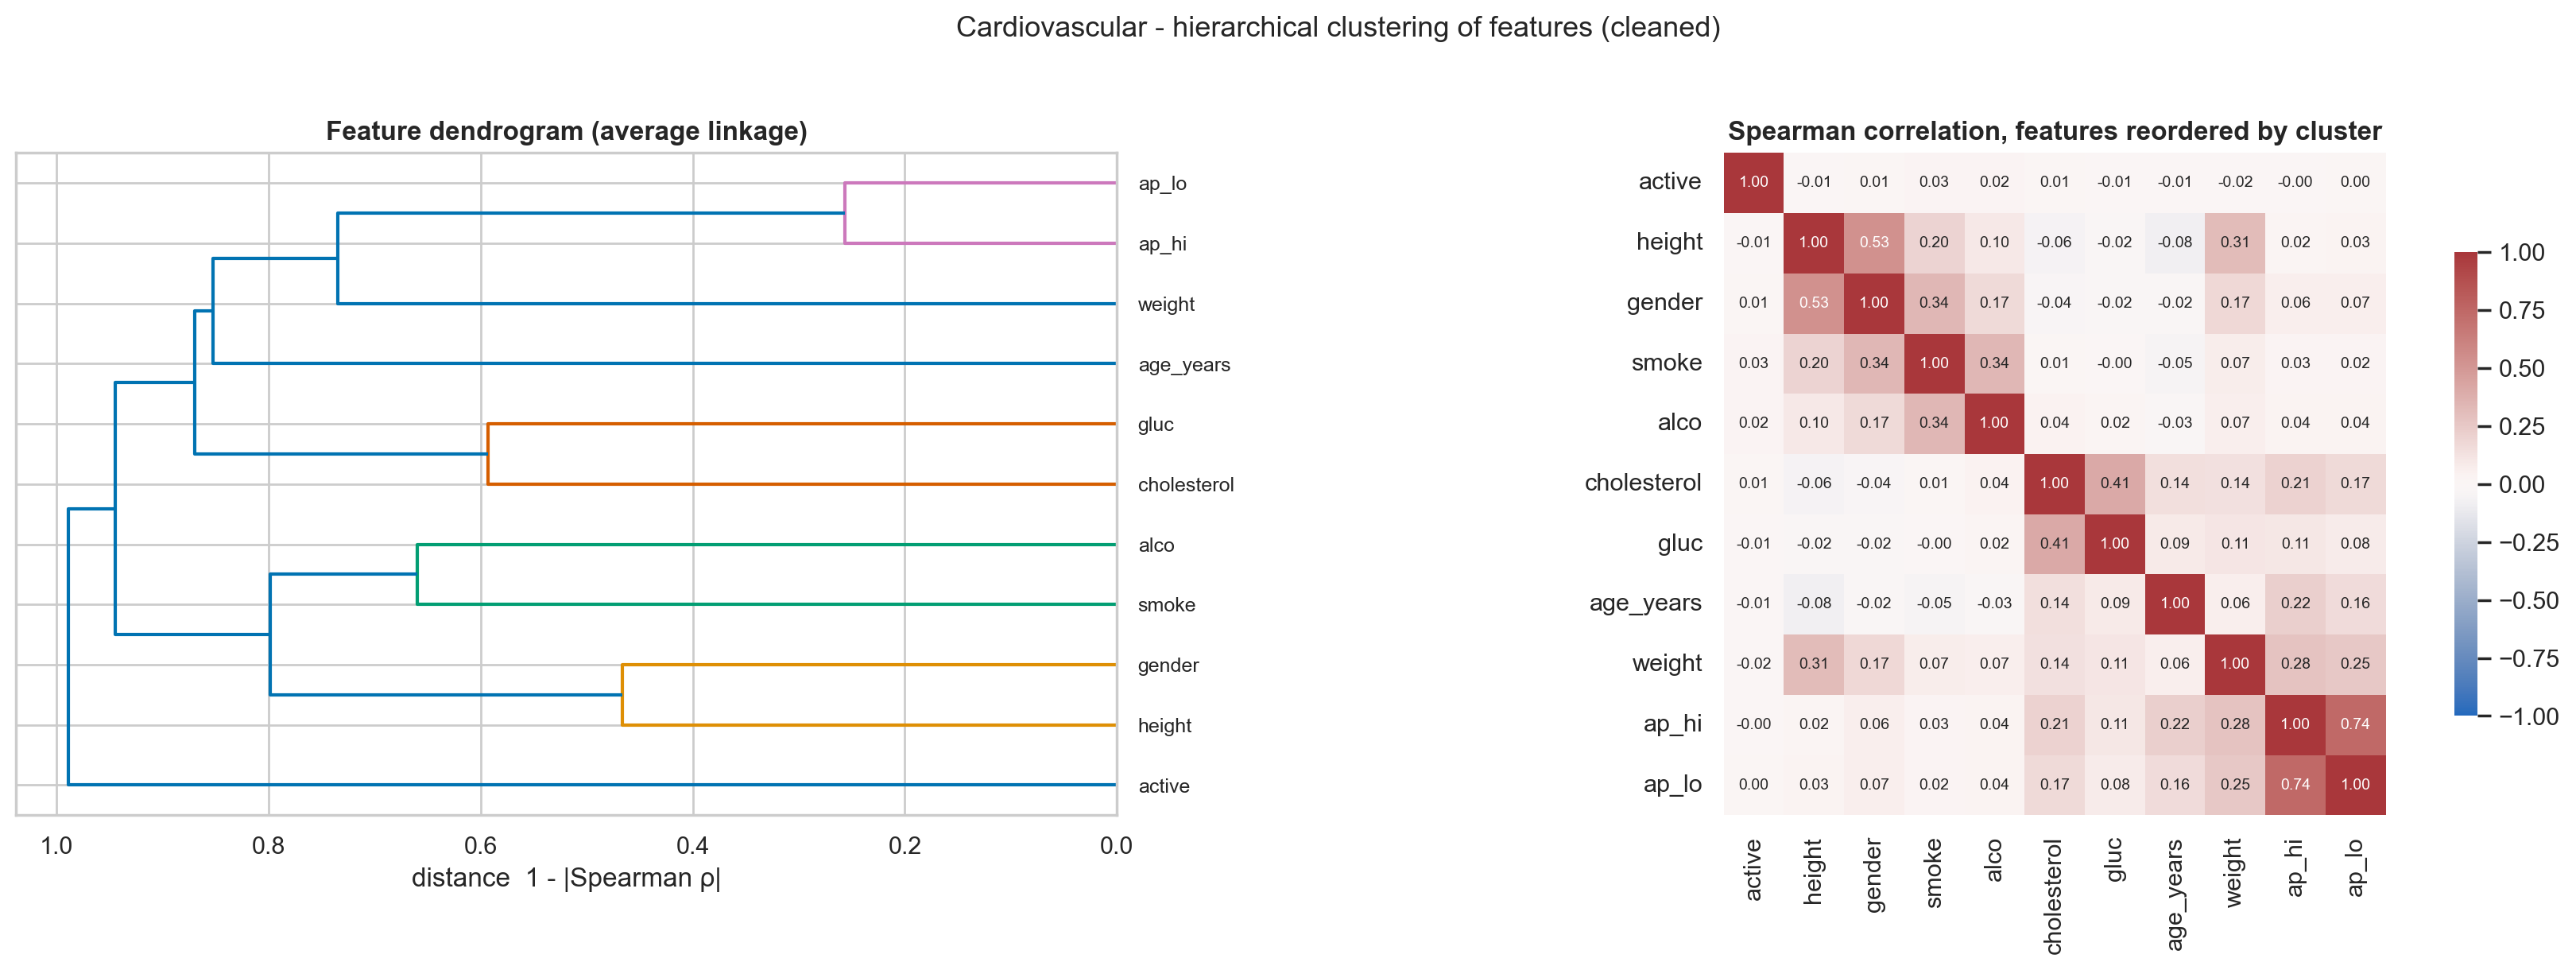 Cardiovascular - hierarchical clustering of features (cleaned)
Feature dendrogram (average linkage)
ap_lo
ap_hi
weight
age_years
gluc
cholesterol
alco
smoke
gender
height
active
1.0 0.8 0.6 0.4 0.2 0.0
distance  1 - |Spearman ρ|
Spearman correlation, features reordered by cluster
active 1.00 -0.01 0.01 0.03 0.02 0.01 -0.01 -0.01 -0.02 -0.00 0.00
height -0.01 1.00 0.53 0.20 0.10 -0.06 -0.02 -0.08 0.31 0.02 0.03
gender 0.01 0.53 1.00 0.34 0.17 -0.04 -0.02 -0.02 0.17 0.06 0.07
smoke 0.03 0.20 0.34 1.00 0.34 0.01 -0.00 -0.05 0.07 0.03 0.02
alco 0.02 0.10 0.17 0.34 1.00 0.04 0.02 -0.03 0.07 0.04 0.04
cholesterol 0.01 -0.06 -0.04 0.01 0.04 1.00 0.41 0.14 0.14 0.21 0.17
gluc -0.01 -0.02 -0.02 -0.00 0.02 0.41 1.00 0.09 0.11 0.11 0.08
age_years -0.01 -0.08 -0.02 -0.05 -0.03 0.14 0.09 1.00 0.06 0.22 0.16
weight -0.02 0.31 0.17 0.07 0.07 0.14 0.11 0.06 1.00 0.28 0.25
ap_hi -0.00 0.02 0.06 0.03 0.04 0.21 0.11 0.22 0.28 1.00 0.74
ap_lo 0.00 0.03 0.07 0.02 0.04 0.17 0.08 0.16 0.25 0.74 1.00
active height gender smoke alco cholesterol gluc age_years weight ap_hi ap_lo
1.00
0.75
0.50
0.25
0.00
−0.25
−0.50
−0.75
−1.00